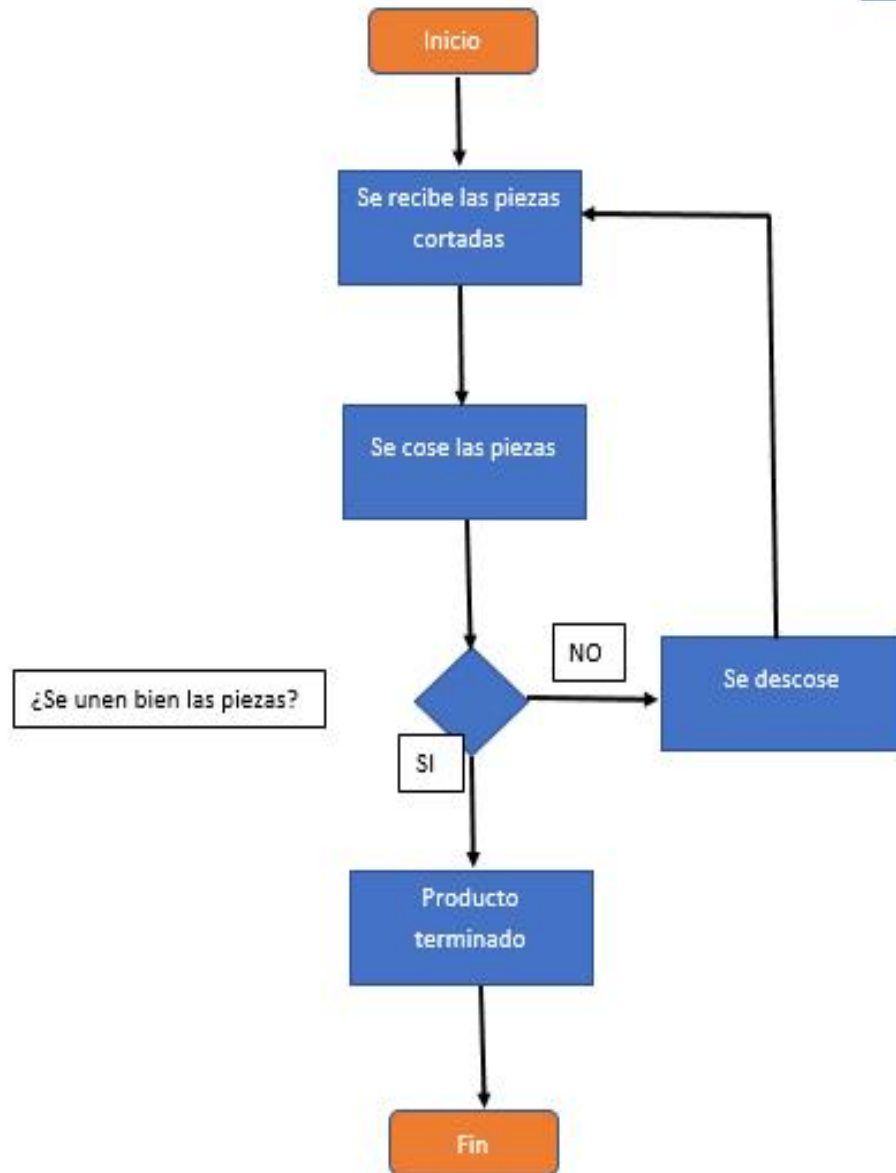 Inicio
Se recibe las piezas
cortadas
Se cose las piezas
NO
Se descose
¿Se unen bien las piezas?
SI
Producto
terminado
Fin